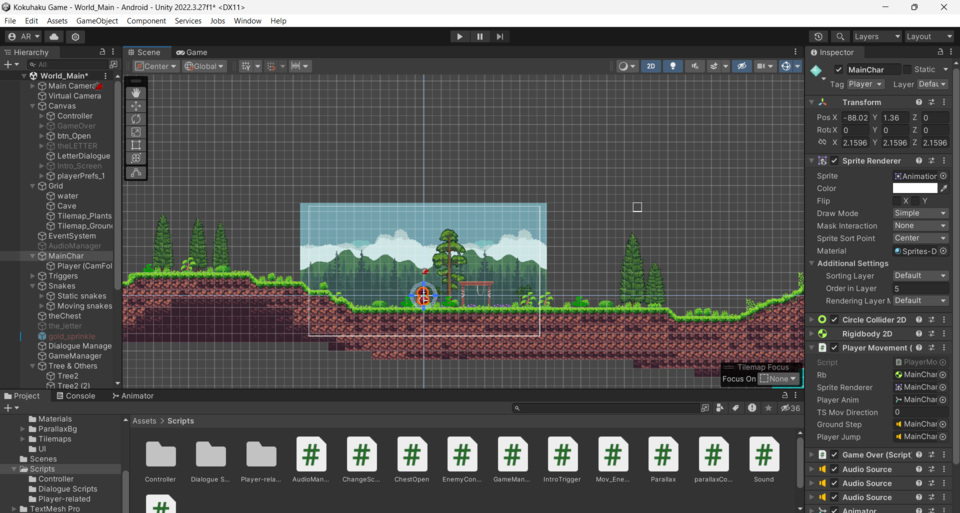 Kokuhaku Game - World_Main - Android - Unity 2022.3.27f1* <DX11>
File Edit Assets GameObject Component Services Jobs Window Help
AR Layers Layout
Hierarchy
All
World_Main*
Main Camera
Virtual Camera
Canvas
Controller
GameOver
btn_Open
theLETTER
LetterDialogue
Intro_Screen
playerPrefs_1
Grid
water
Cave
Tilemap_Plants
Tilemap_Groun
EventSystem
AudioManager
MainChar
Player (CamFol
Triggers
Snakes
Static snakes
Moving snakes
theChest
the_letter
gold_sprinkle
Dialogue Manage
GameManager
Tree & Others
Tree2
Tree2 (2)
Scene Game
Center Global 2D
Tilemap Focus
Focus On None
Inspector
MainChar Static
Tag Player Layer Defau
Transform
Pos X -88.02 Y 1.36 Z 0
Rota X 0 Y 0 Z 0
X 2.1596 Y 2.1596 Z 2.1596
Sprite Renderer
Sprite Animation
Color
Flip X Y
Draw Mode Simple
Mask Interaction None
Sprite Sort Point Center
Material Sprites-D
Additional Settings
Sorting Layer Default
Order in Layer 5
Rendering Layer M Default
Circle Collider 2D
Rigidbody 2D
Player Movement (
Script PlayerMo
Rb MainChar
Sprite Renderer MainChar
Player Anim MainChar
TS Mov Direction 0
Ground Step MainChar
Player Jump MainChar
Game Over (Script)
Audio Source
Audio Source
Audio Source
Animator
Project Console Animator
36
Materials
ParallaxBg
Tilemaps
UI
Scenes
Scripts
Controller
Dialogue Scripts
Player-related
TextMesh Pro
Assets > Scripts
Controller Dialogue S... Player-rela... AudioMan... ChangeSc... ChestOpen EnemyCon... GameMan... IntroTrigger Mov_Ene... Parallax parallaxCo... Sound